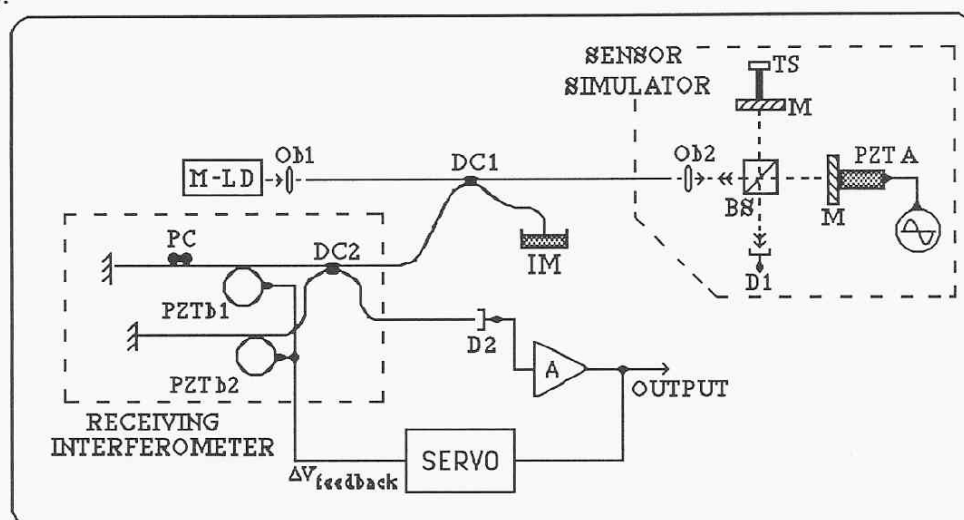 SENSOR
SIMULATOR
TS
M
Ob1
DC1
Ob2
PZT A
M-LD
BS
M
PC
DC2
IM
D1
PZTb1
D2
A
PZTb2
OUTPUT
RECEIVING
INTERFEROMETER
SERVO
ΔVfeedback